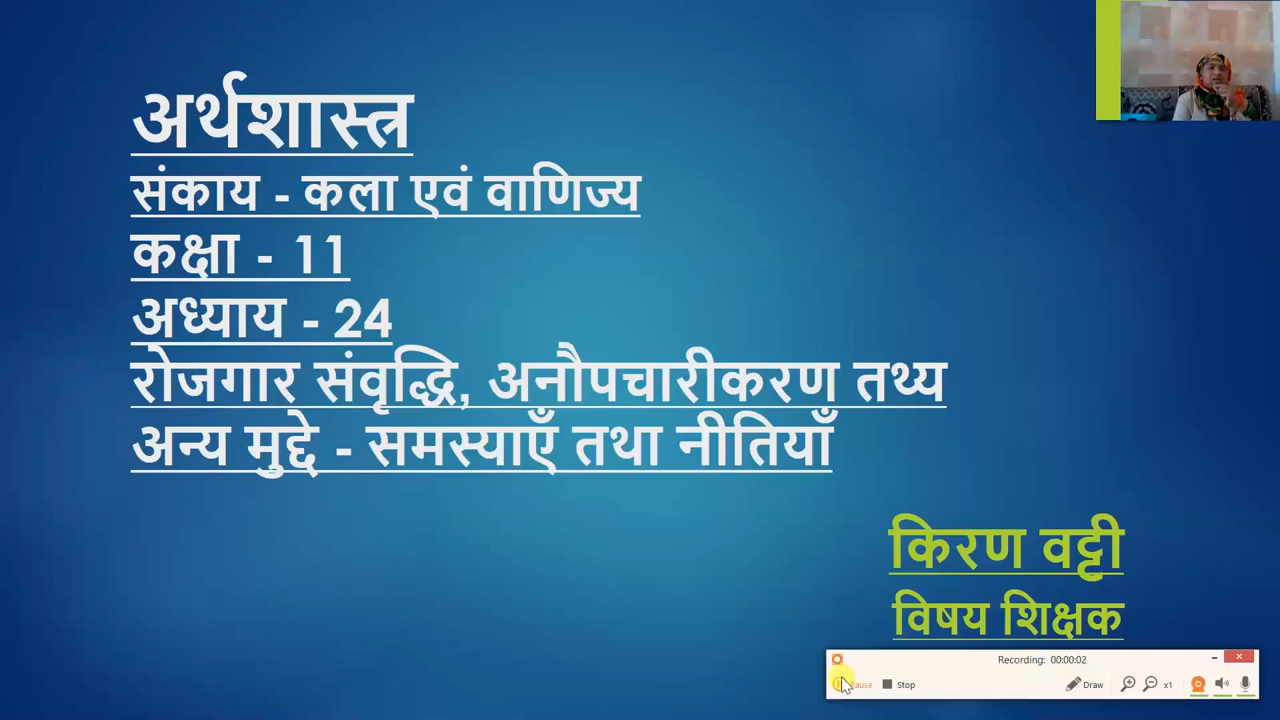 अर्थशास्त्र
संकाय - कला एवं वाणिज्य
कक्षा - 11
अध्याय - 24
रोजगार संवृद्धि, अनौपचारीकरण तथ्य
अन्य मुद्दे - समस्याएँ तथा नीतियाँ
किरण वट्टी
विषय शिक्षक
Recording: 00:00:02
Stop
Draw
x1